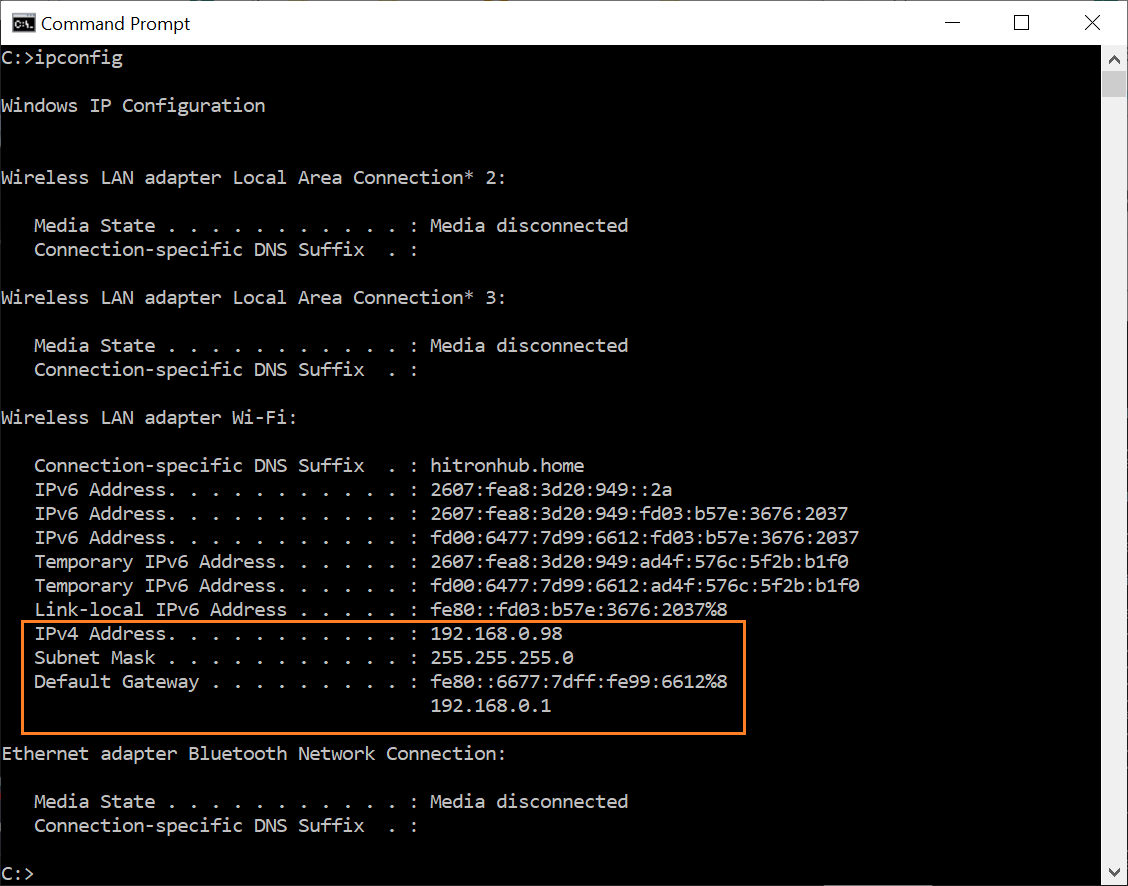 Command Prompt
C:>ipconfig
Windows IP Configuration
Wireless LAN adapter Local Area Connection* 2:
Media State . . . . . . . . . . . : Media disconnected
Connection-specific DNS Suffix  . :
Wireless LAN adapter Local Area Connection* 3:
Media State . . . . . . . . . . . : Media disconnected
Connection-specific DNS Suffix  . :
Wireless LAN adapter Wi-Fi:
Connection-specific DNS Suffix  . : hitronhub.home
IPv6 Address. . . . . . . . . . . : 2607:fea8:3d20:949::2a
IPv6 Address. . . . . . . . . . . : 2607:fea8:3d20:949:fd03:b57e:3676:2037
IPv6 Address. . . . . . . . . . . : fd00:6477:7d99:6612:fd03:b57e:3676:2037
Temporary IPv6 Address. . . . . . : 2607:fea8:3d20:949:ad4f:576c:5f2b:b1f0
Temporary IPv6 Address. . . . . . : fd00:6477:7d99:6612:ad4f:576c:5f2b:b1f0
Link-local IPv6 Address . . . . . : fe80::fd03:b57e:3676:2037%8
IPv4 Address. . . . . . . . . . . : 192.168.0.98
Subnet Mask . . . . . . . . . . . : 255.255.255.0
Default Gateway . . . . . . . . . : fe80::6677:7dff:fe99:6612%8
192.168.0.1
Ethernet adapter Bluetooth Network Connection:
Media State . . . . . . . . . . . : Media disconnected
Connection-specific DNS Suffix  . :
C:>